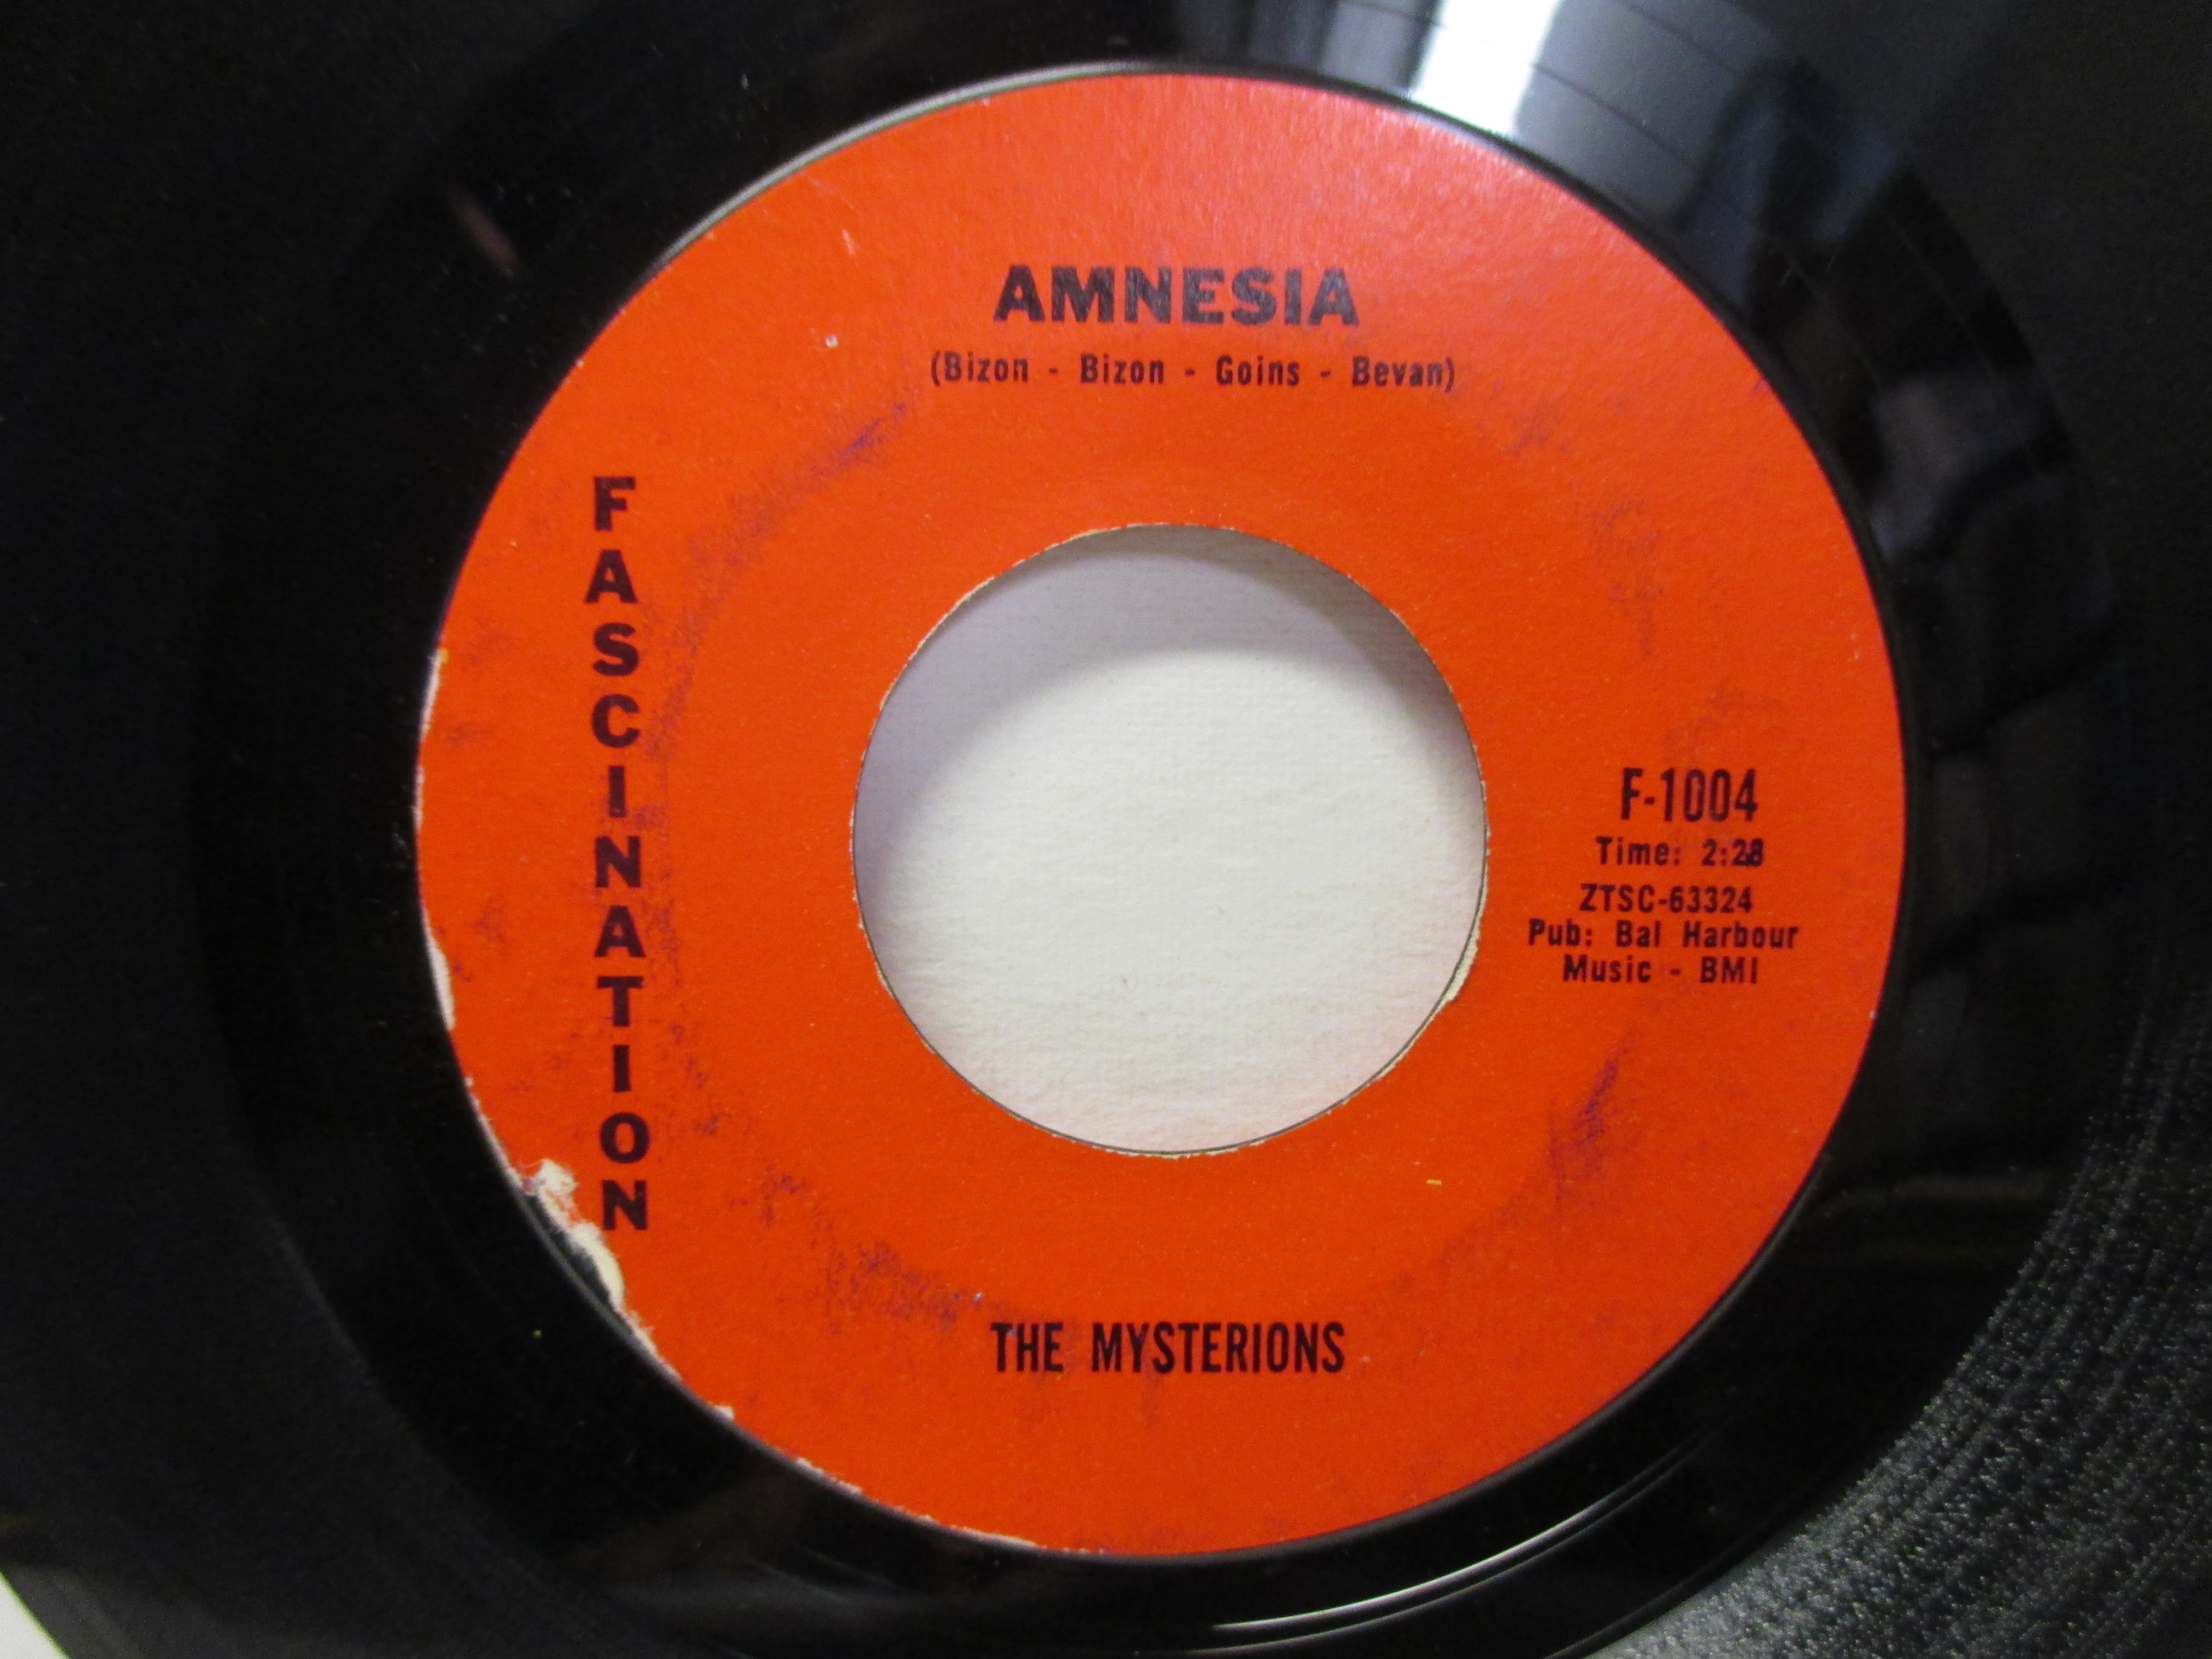 AMNESIA
(Bizon - Bizon - Goins - Bevan)
FASCINATION
F-1004
Time: 2:28
ZTSC-63324
Pub: Bal Harbour
Music - BMI
THE MYSTERIONS